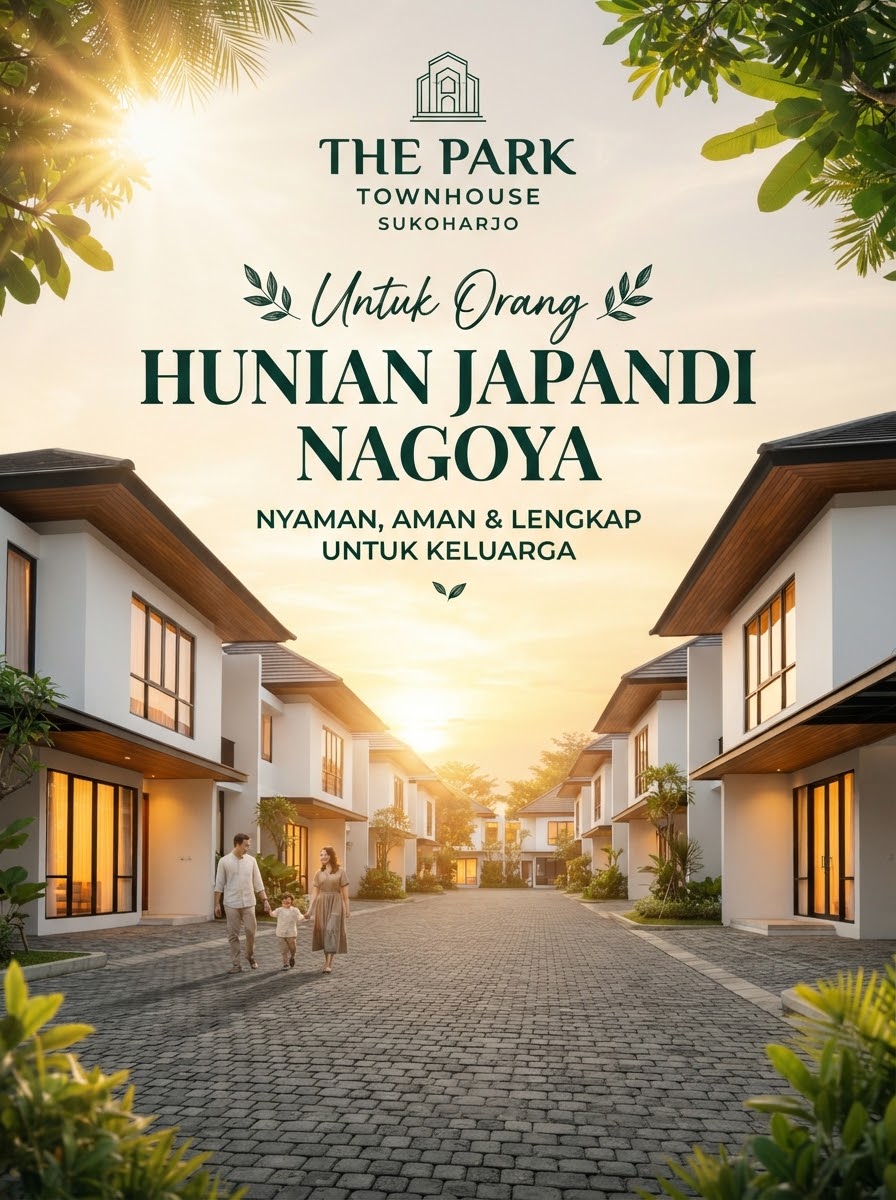 THE PARK
TOWNHOUSE
SUKOHARJO
Untuk Orang
HUNIAN JAPANDI
NAGOYA
NYAMAN, AMAN & LENGKAP
UNTUK KELUARGA